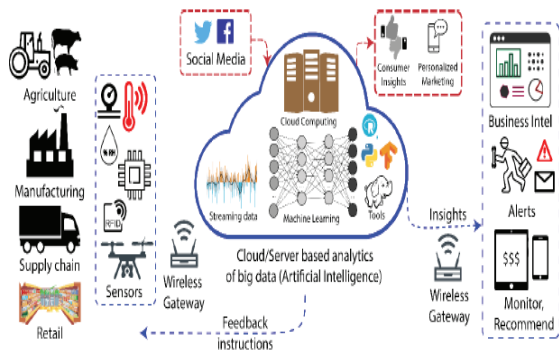 Agriculture
Manufacturing
Supply chain
Retail
% RH
RFID
Sensors
Wireless
Gateway
Social Media
Cloud Computing
Streaming data
Machine Learning
Tools
Cloud/Server based analytics
of big data (Artificial Intelligence)
Feedback
instructions
Consumer
Insights
Personalized
Marketing
Insights
Wireless
Gateway
Business Intel
Alerts
$$$
Monitor,
Recommend